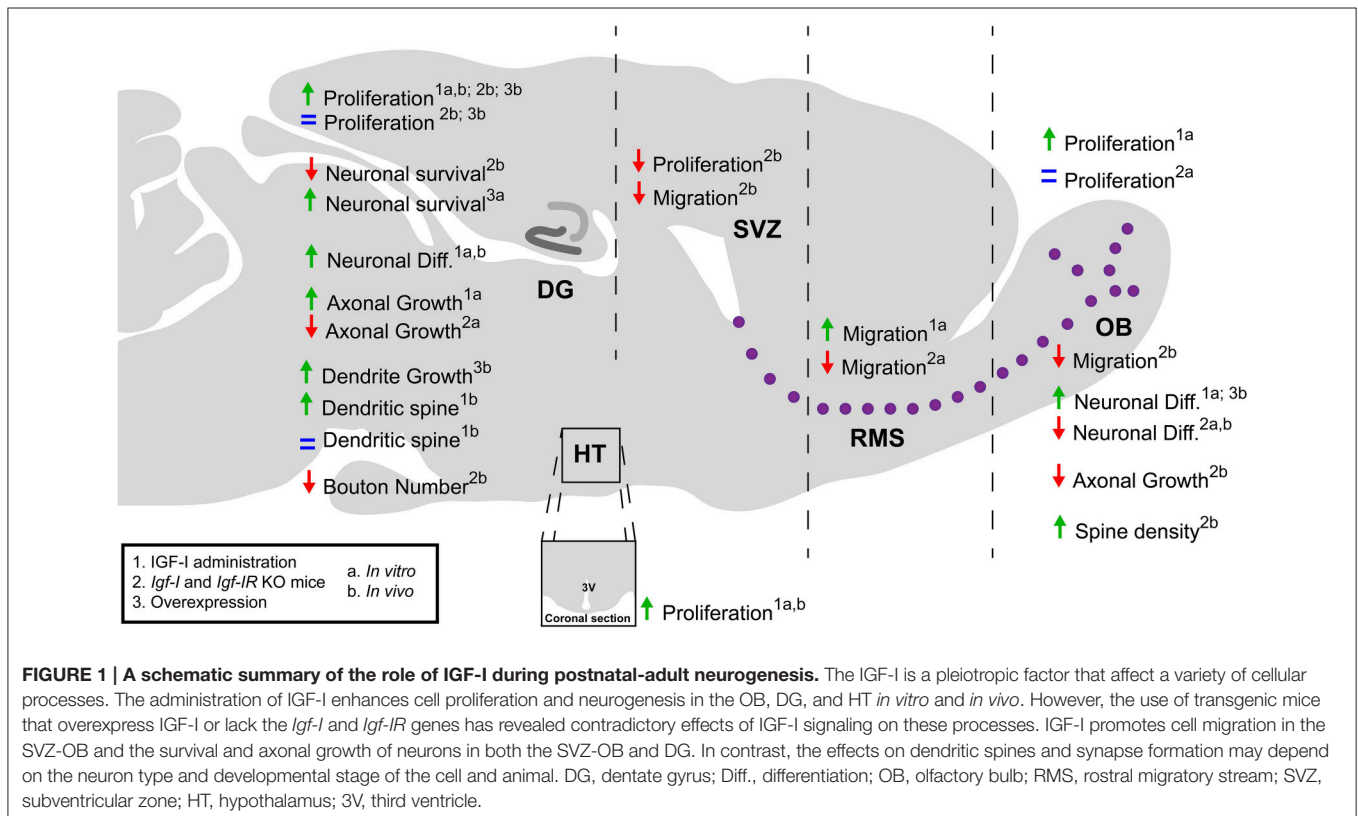 ↑ Proliferation1a,b; 2b; 3b
= Proliferation 2b; 3b
↓ Neuronal survival2b
↑ Neuronal survival3a
↑ Neuronal Diff.1a,b
↑ Axonal Growth1a
↓ Axonal Growth2a
↑ Dendrite Growth3b
↑ Dendritic spine1b
= Dendritic spine1b
↓ Bouton Number2b
DG
↓ Proliferation2b
↓ Migration2b
SVZ
↑ Migration1a
↓ Migration2a
RMS
↑ Proliferation1a
= Proliferation2a
OB
↓ Migration2b
↑ Neuronal Diff.1a; 3b
↓ Neuronal Diff.2a,b
↓ Axonal Growth2b
↑ Spine density2b
HT
3V
Coronal section
↑ Proliferation1a,b
1. IGF-I administration
2. Igf-I and Igf-IR KO mice
3. Overexpression
a. In vitro
b. In vivo
FIGURE 1 | A schematic summary of the role of IGF-I during postnatal-adult neurogenesis. The IGF-I is a pleiotropic factor that affect a variety of cellular
processes. The administration of IGF-I enhances cell proliferation and neurogenesis in the OB, DG, and HT in vitro and in vivo. However, the use of transgenic mice
that overexpress IGF-I or lack the Igf-I and Igf-IR genes has revealed contradictory effects of IGF-I signaling on these processes. IGF-I promotes cell migration in the
SVZ-OB and the survival and axonal growth of neurons in both the SVZ-OB and DG. In contrast, the effects on dendritic spines and synapse formation may depend
on the neuron type and developmental stage of the cell and animal. DG, dentate gyrus; Diff., differentiation; OB, olfactory bulb; RMS, rostral migratory stream; SVZ,
subventricular zone; HT, hypothalamus; 3V, third ventricle.